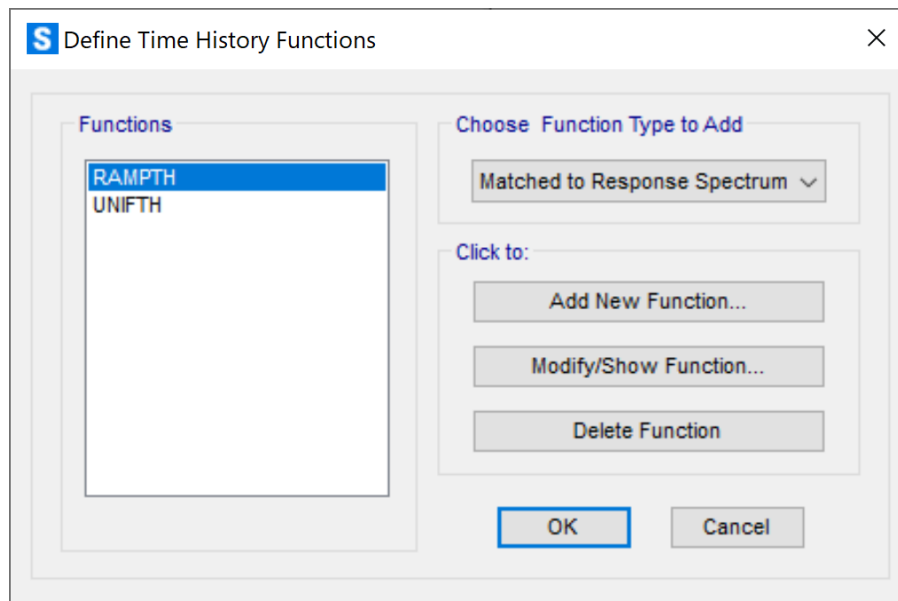 S Define Time History Functions
Functions
RAMPTH
UNIFTH
Choose Function Type to Add
Matched to Response Spectrum
Click to:
Add New Function...
Modify/Show Function...
Delete Function
OK
Cancel